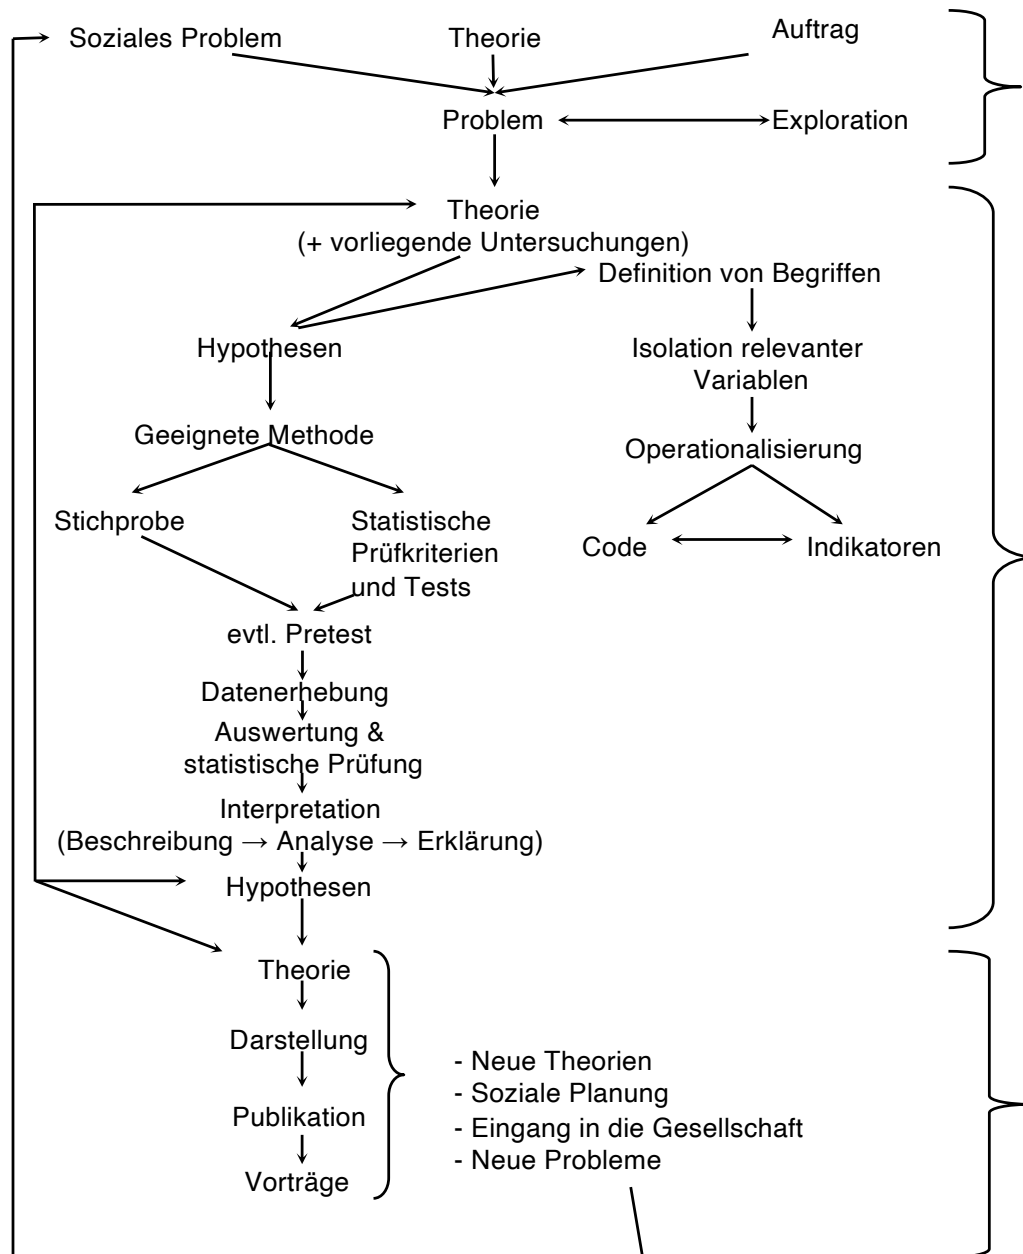 Soziales Problem
Theorie
Auftrag
Problem
Exploration
Theorie
(+ vorliegende Untersuchungen)
Definition von Begriffen
Hypothesen
Isolation relevanter
Variablen
Geeignete Methode
Operationalisierung
Stichprobe
Statistische
Prüfkriterien
und Tests
Code
Indikatoren
evtl. Pretest
Datenerhebung
Auswertung &
statistische Prüfung
Interpretation
(Beschreibung → Analyse → Erklärung)
Hypothesen
Theorie
Darstellung
Publikation
Vorträge
- Neue Theorien
- Soziale Planung
- Eingang in die Gesellschaft
- Neue Probleme